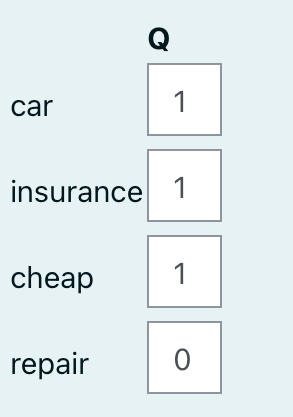 Q
car 1
insurance 1
cheap 1
repair 0